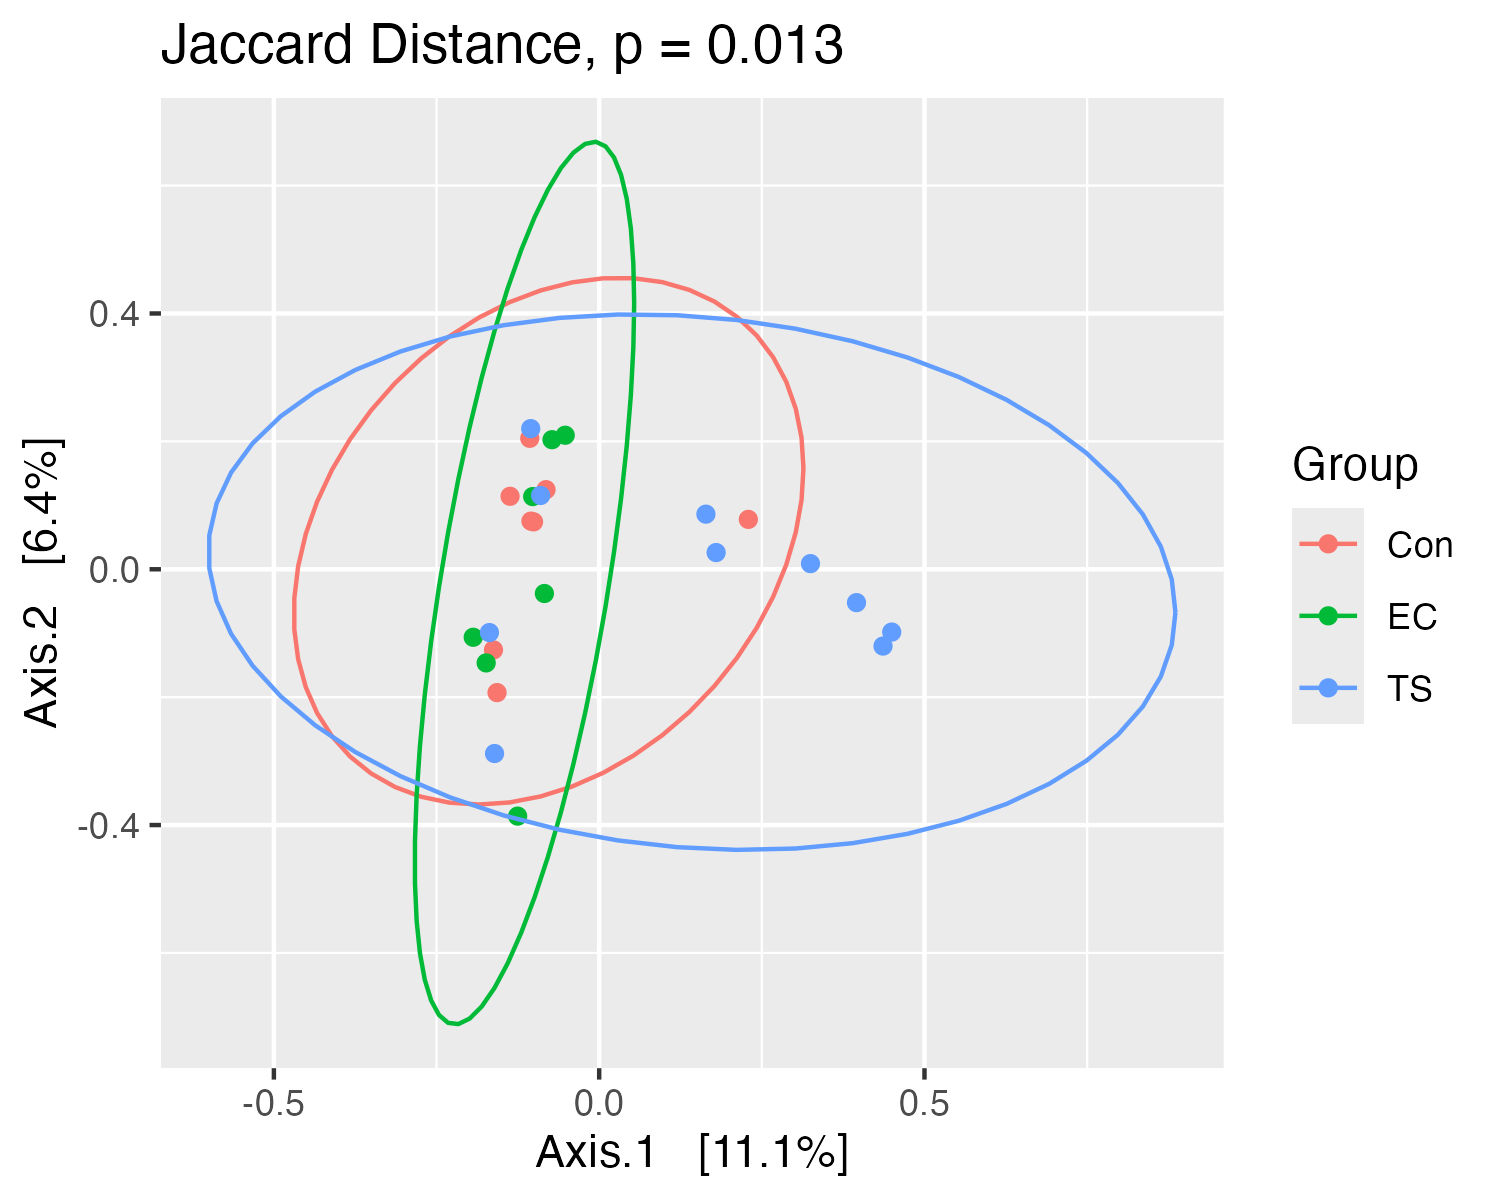 Jaccard Distance, p = 0.013
Axis.2 [6.4%]
0.4
0.0
-0.4
-0.5 0.0 0.5
Axis.1 [11.1%]
Group
Con
EC
TS